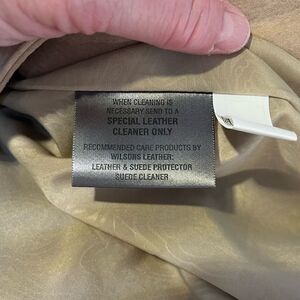 WHEN CLEANING IS
NECESSARY SEND TO A
SPECIAL LEATHER
CLEANER ONLY
RECOMMENDED CARE PRODUCTS BY
WILSONS LEATHER:
LEATHER & SUEDE PROTECTOR
SUEDE CLEANER